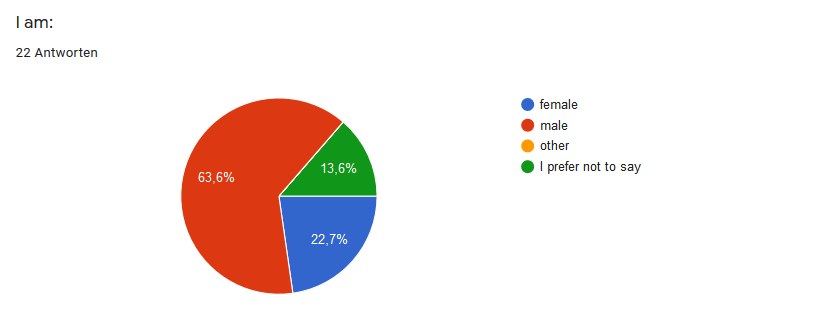 I am:
22 Antworten
female
male
other
I prefer not to say
63,6%
13,6%
22,7%